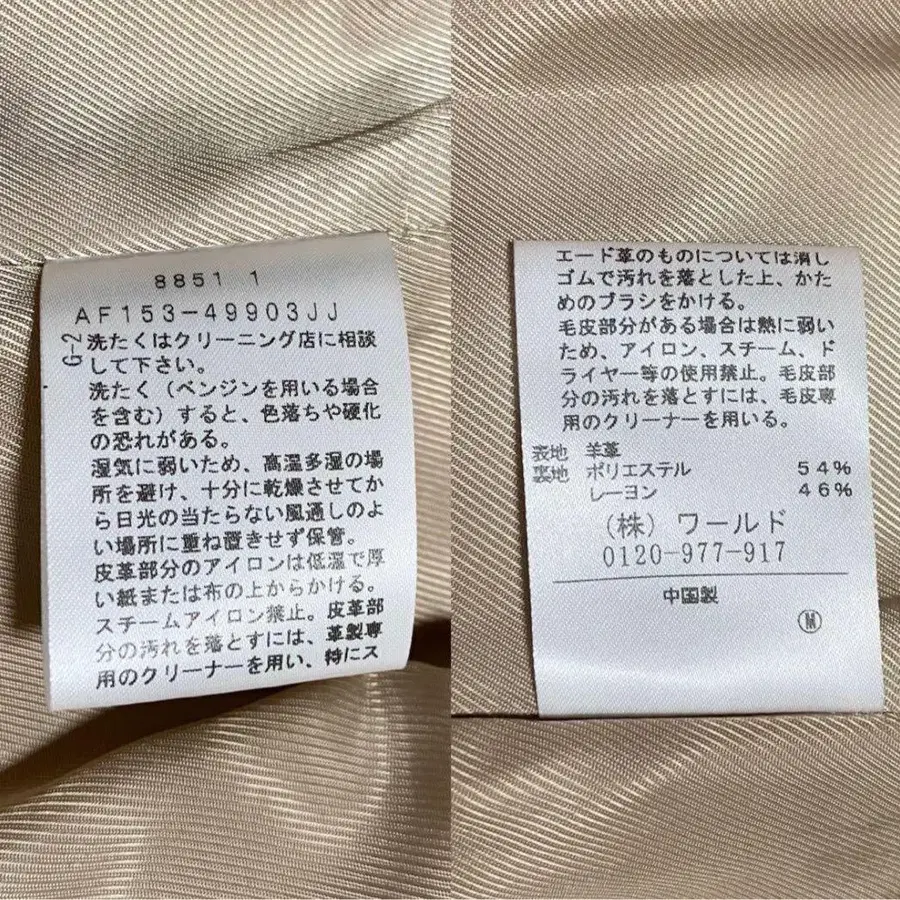 8851 1
AF153-49903JJ
G-2
洗たくはクリーニング店に相談
して下さい。
洗たく（ベンジンを用いる場合
を含む）すると、色落ちや硬化
の恐れがある。
湿気に弱いため、高温多湿の場
所を避け、十分に乾燥させてか
ら日光の当たらない風通しのよ
い場所に重ね置きせず保管。
皮革部分のアイロンは低温で厚
い紙または布の上からかける。
スチームアイロン禁止。皮革部
分の汚れを落とすには、革製専
用のクリーナーを用い、特にス
エード革のものについては消し
ゴムで汚れを落とした上、かた
めのブラシをかける。
毛皮部分がある場合は熱に弱い
ため、アイロン、スチーム、ド
ライヤー等の使用禁止。毛皮部
分の汚れを落とすには、毛皮専
用のクリーナーを用いる。
表地 羊革
裏地 ポリエステル 54%
レーヨン 46%
（株）ワールド
0120-977-917
中国製
M